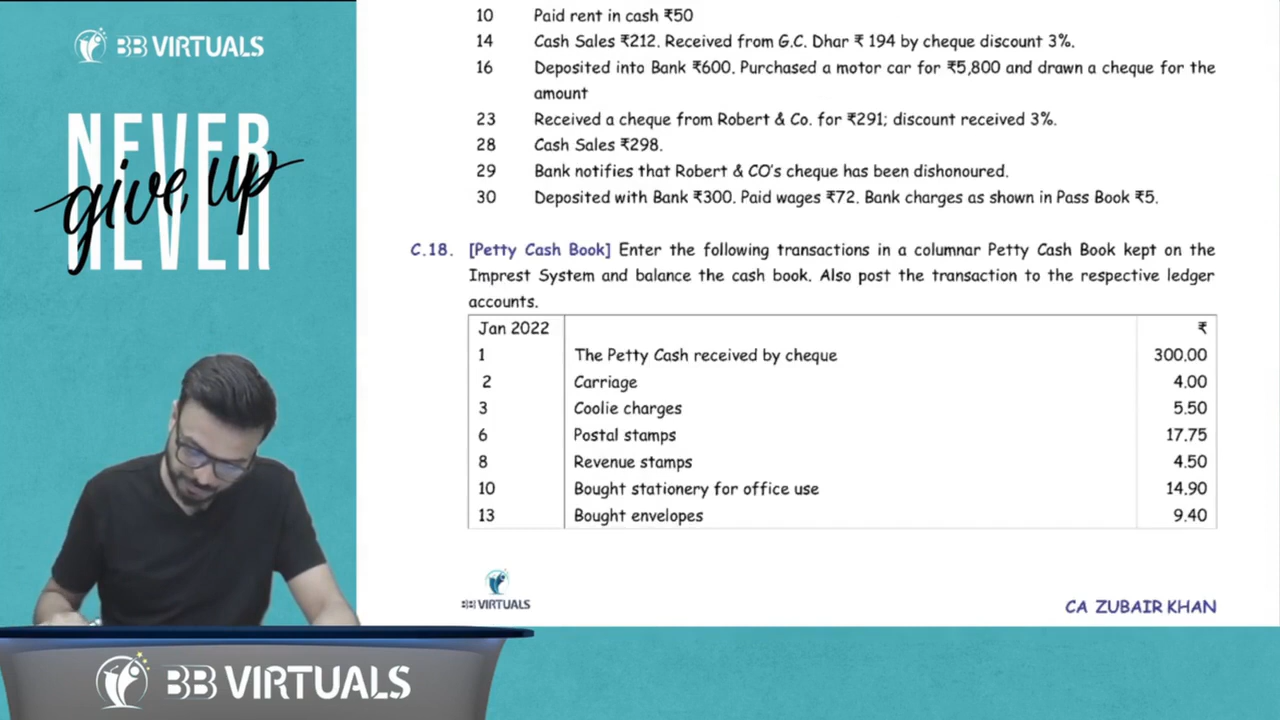 BB VIRTUALS
NEVER
give up
NEVER
10 Paid rent in cash ₹50
14 Cash Sales ₹212. Received from G.C. Dhar ₹ 194 by cheque discount 3%.
16 Deposited into Bank ₹600. Purchased a motor car for ₹5,800 and drawn a cheque for the
amount
23 Received a cheque from Robert & Co. for ₹291; discount received 3%.
28 Cash Sales ₹298.
29 Bank notifies that Robert & CO's cheque has been dishonoured.
30 Deposited with Bank ₹300. Paid wages ₹72. Bank charges as shown in Pass Book ₹5.
C.18. [Petty Cash Book] Enter the following transactions in a columnar Petty Cash Book kept on the
Imprest System and balance the cash book. Also post the transaction to the respective ledger
accounts.
Jan 2022 ₹
1 The Petty Cash received by cheque 300.00
2 Carriage 4.00
3 Coolie charges 5.50
6 Postal stamps 17.75
8 Revenue stamps 4.50
10 Bought stationery for office use 14.90
13 Bought envelopes 9.40
BB VIRTUALS
CA ZUBAIR KHAN
BB VIRTUALS